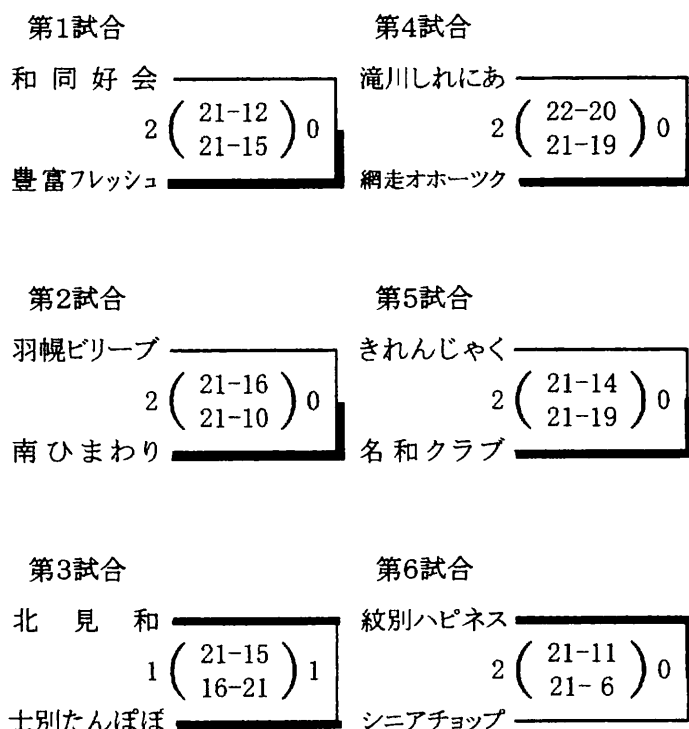 第1試合
和同好会
2 ( 21-12 21-15 ) 0
豊富フレッシュ
第2試合
羽幌ビリーブ
2 ( 21-16 21-10 ) 0
南ひまわり
第3試合
北見和
1 ( 21-15 16-21 ) 1
士別たんぽぽ
第4試合
滝川しれにあ
2 ( 22-20 21-19 ) 0
網走オホーツク
第5試合
きれんじゃく
2 ( 21-14 21-19 ) 0
名和クラブ
第6試合
紋別ハピネス
2 ( 21-11 21-6 ) 0
シニアチョップ